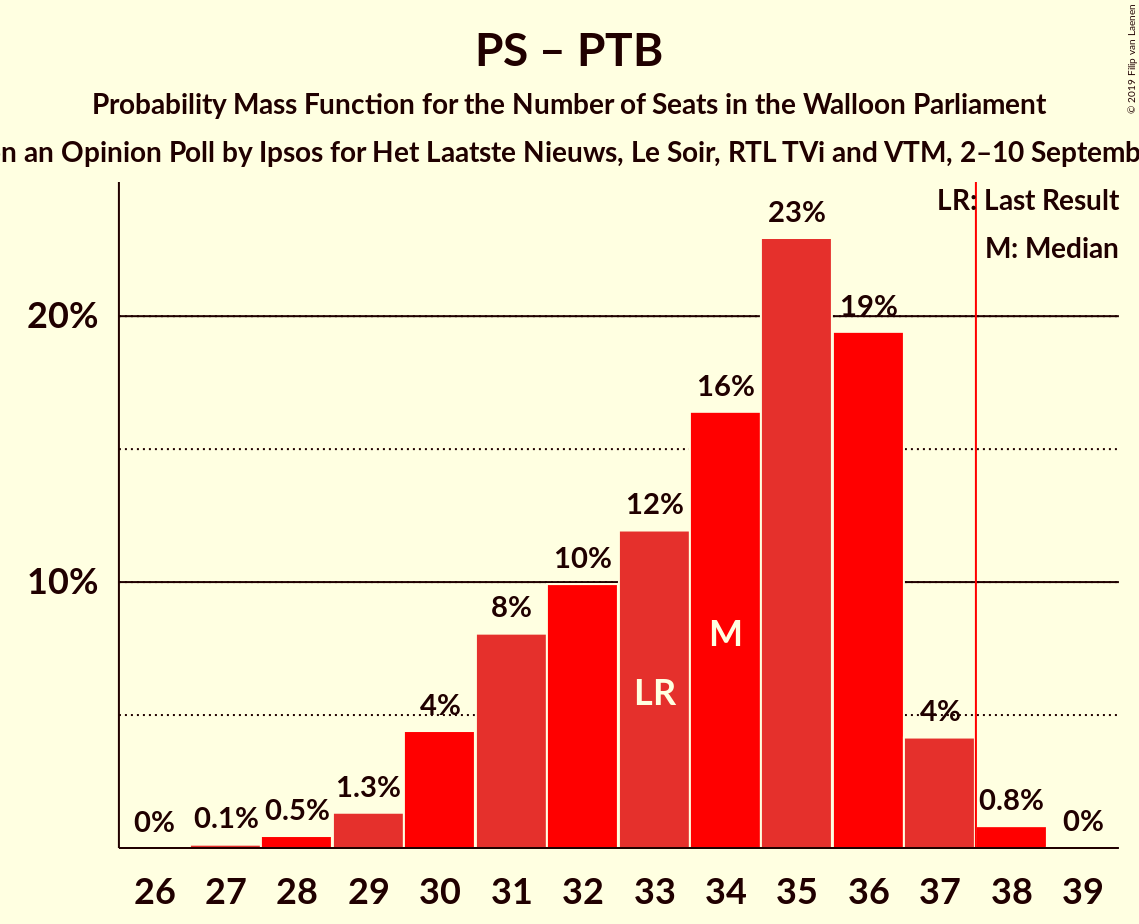 PS – PTB
Probability Mass Function for the Number of Seats in the Walloon Parliament
n an Opinion Poll by Ipsos for Het Laatste Nieuws, Le Soir, RTL TVi and VTM, 2–10 Septemb
© 2019 Filip van Laenen
LR: Last Result
M: Median
20%
10%
0%
0.1%
0.5%
1.3%
4%
8%
10%
12%
16%
23%
19%
4%
0.8%
0%
LR
M
26 27 28 29 30 31 32 33 34 35 36 37 38 39